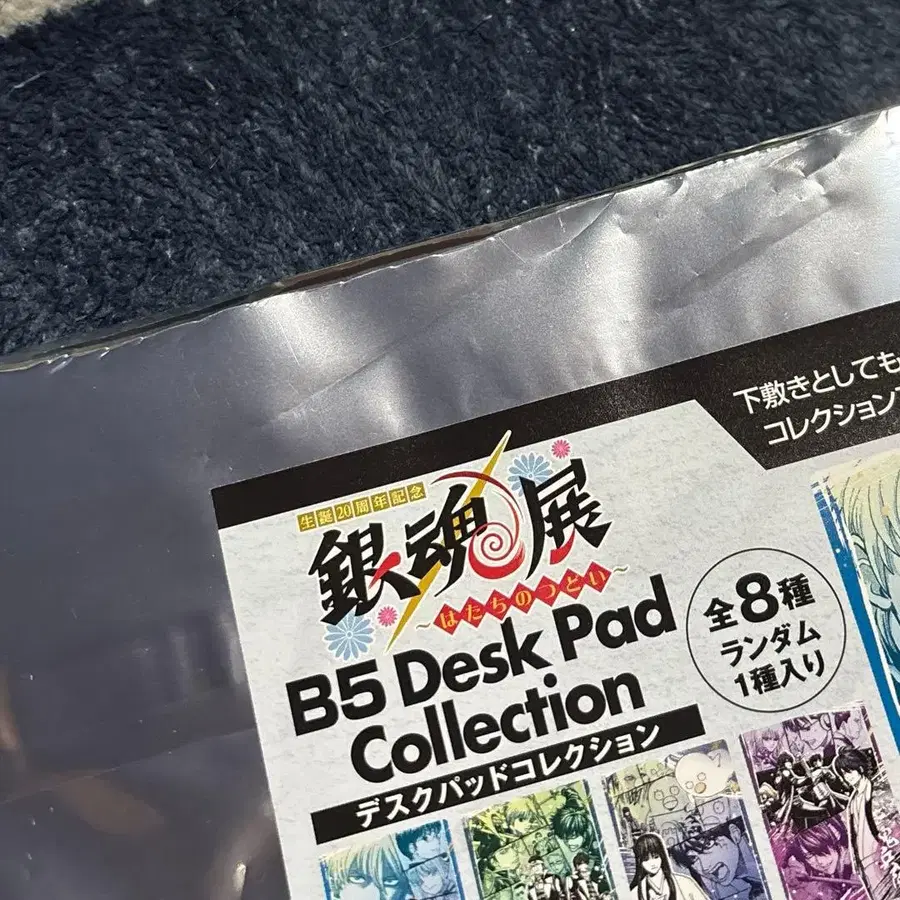 下敷きとしても
コレクション
生誕20周年記念
銀魂展
~はたちのつどい~
B5 Desk Pad
Collection
デスクパッドコレクション
全8種
ランダム
1種入り